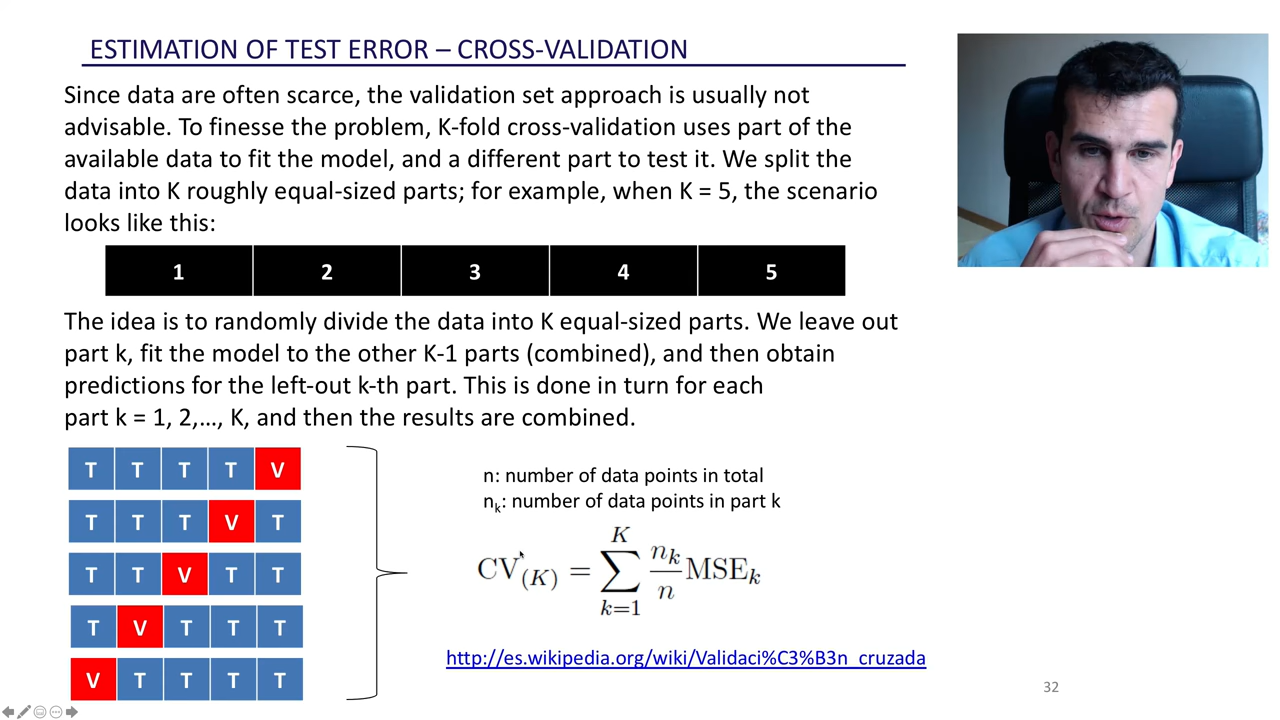 ESTIMATION OF TEST ERROR – CROSS-VALIDATION
Since data are often scarce, the validation set approach is usually not
advisable. To finesse the problem, K-fold cross-validation uses part of the
available data to fit the model, and a different part to test it. We split the
data into K roughly equal-sized parts; for example, when K = 5, the scenario
looks like this:
1 2 3 4 5
The idea is to randomly divide the data into K equal-sized parts. We leave out
part k, fit the model to the other K-1 parts (combined), and then obtain
predictions for the left-out k-th part. This is done in turn for each
part k = 1, 2,…, K, and then the results are combined.
T T T T V
T T T V T
T T V T T
T V T T T
V T T T T
n: number of data points in total
nₖ: number of data points in part k
CV₍K₎ = ∑ₖ₌₁ᴷ nₖ/n MSEₖ
http://es.wikipedia.org/wiki/Validaci%C3%B3n_cruzada
32